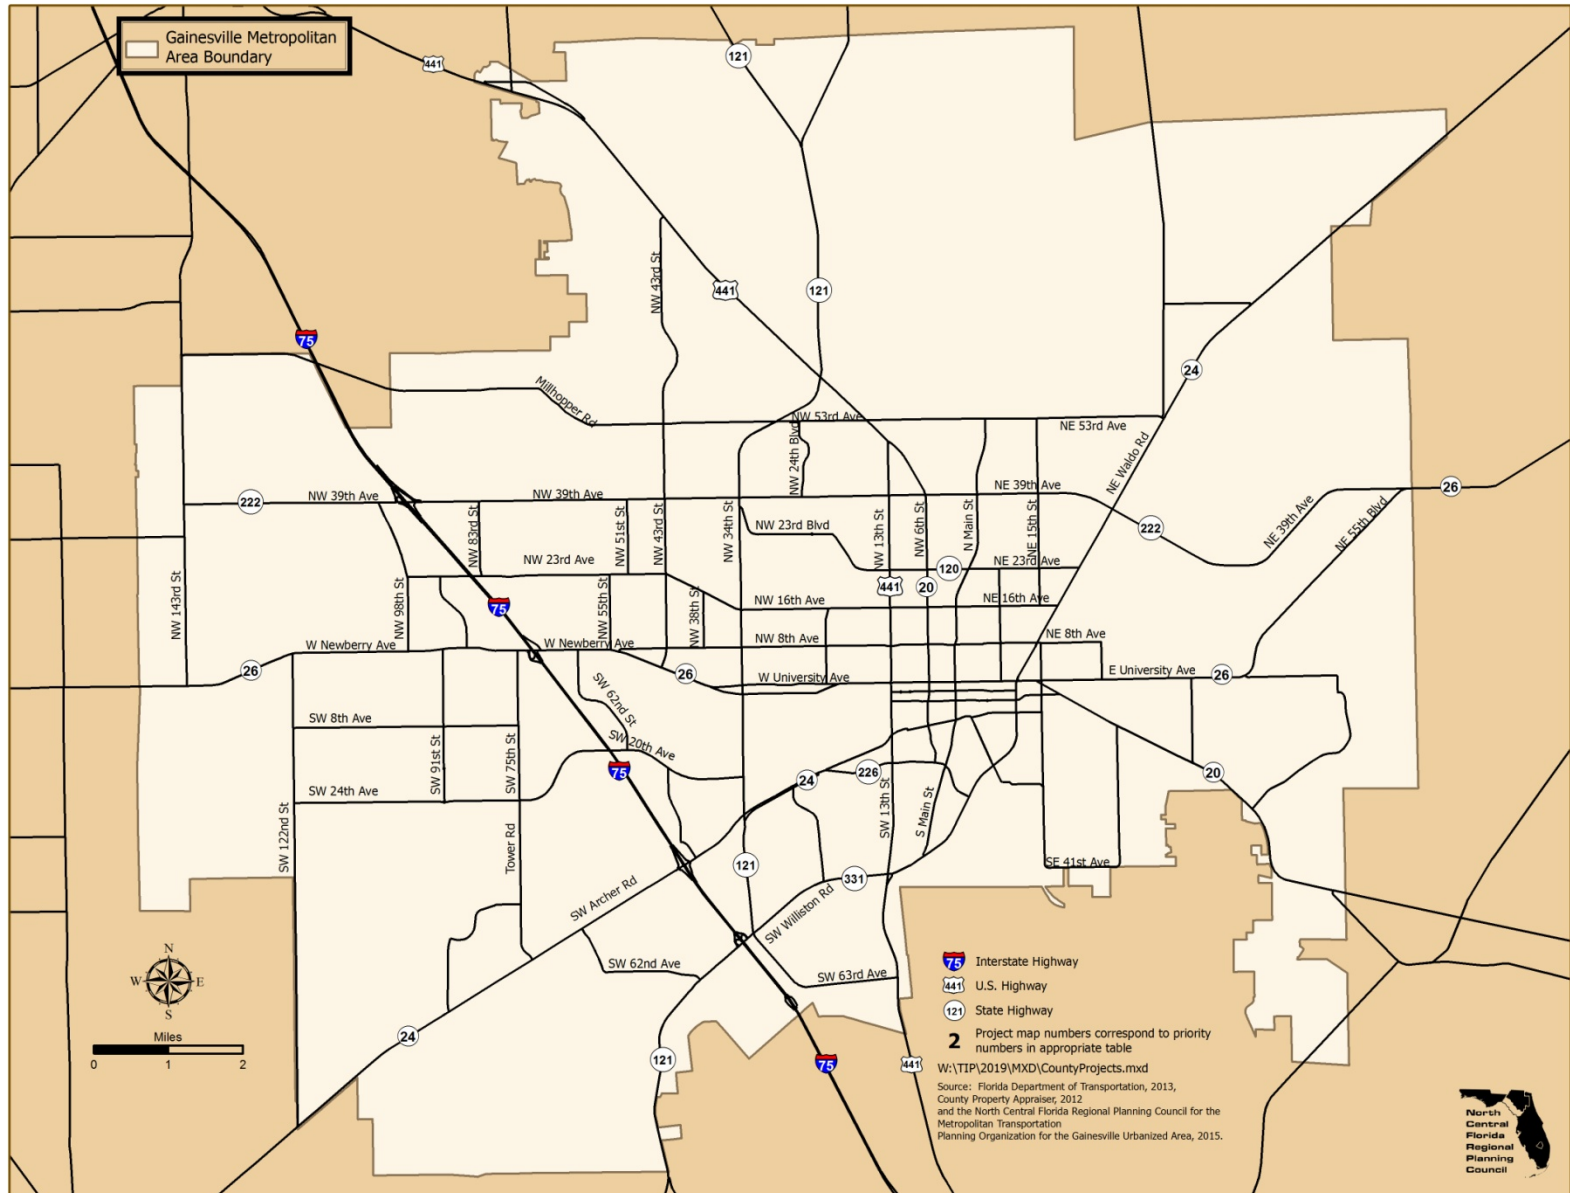 Gainesville Metropolitan
Area Boundary
441
121
NW 43rd St
441
121
75
24
Millhopper Rd
NW 53rd Ave
NE 53rd Ave
NW 24th Blvd
NE Waldo Rd
222
NW 39th Ave
NW 39th Ave
NE 39th Ave
26
NW 83rd St
NW 51st St
NW 43rd St
NW 34th St
NW 23rd Blvd
NW 13th St
NW 6th St
N Main St
NE 15th St
222
NE 39th Ave
NE 55th Blvd
NW 143rd St
NW 98th St
NW 23rd Ave
NW 55th St
NW 38th St
120
NE 23rd Ave
441
20
75
NW 16th Ave
NE 16th Ave
W Newberry Ave
W Newberry Ave
NW 8th Ave
NE 8th Ave
26
26
W University Ave
E University Ave
26
SW 62nd St
SW 8th Ave
SW 91st St
SW 75th St
SW 20th Ave
75
24
226
20
SW 24th Ave
SW 122nd St
Tower Rd
SW 13th St
S Main St
121
331
SE 41st Ave
SW Archer Rd
SW Williston Rd
SW 62nd Ave
SW 63rd Ave
N
W E
S
Miles
0 1 2
24
121
75
441
75 Interstate Highway
441 U.S. Highway
121 State Highway
2 Project map numbers correspond to priority
numbers in appropriate table
W:\TIP\2019\MXD\CountyProjects.mxd
Source: Florida Department of Transportation, 2013,
County Property Appraiser, 2012
and the North Central Florida Regional Planning Council for the
Metropolitan Transportation
Planning Organization for the Gainesville Urbanized Area, 2015.
North
Central
Florida
Regional
Planning
Council